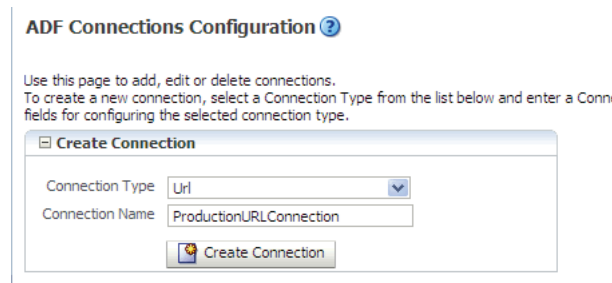 ADF Connections Configuration ?
Use this page to add, edit or delete connections.
To create a new connection, select a Connection Type from the list below and enter a Conn
fields for configuring the selected connection type.
Create Connection
Connection Type Url
Connection Name ProductionURLConnection
Create Connection